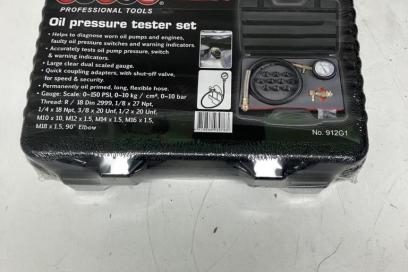 PROFESSIONAL TOOLS
Oil pressure tester set
• Helps to diagnose worn oil pumps and engines,
faulty oil pressure switches and warning indicators.
• Accurately tests oil pump pressure, switch
& warning indicators.
• Large clear dual scaled gauge.
• Quick coupling adapters, with shut-off valve,
for speed & security.
• Permanently oil primed, long, flexible hose.
• Gauge: Scale: 0-150 PSI, 0-10 kg / cm², 0-10 bar
Thread: R / 18 Din 2999, 1/8 x 27 Npt,
1/4 x 18 Npt, 3/8 x 20 Unf, 1/2 x 20 Unf.
M10 x 10, M12 x 1.5, M14 x 1.5, M16 x 1.5,
M18 x 1.5, 90° Elbow
No. 912G1